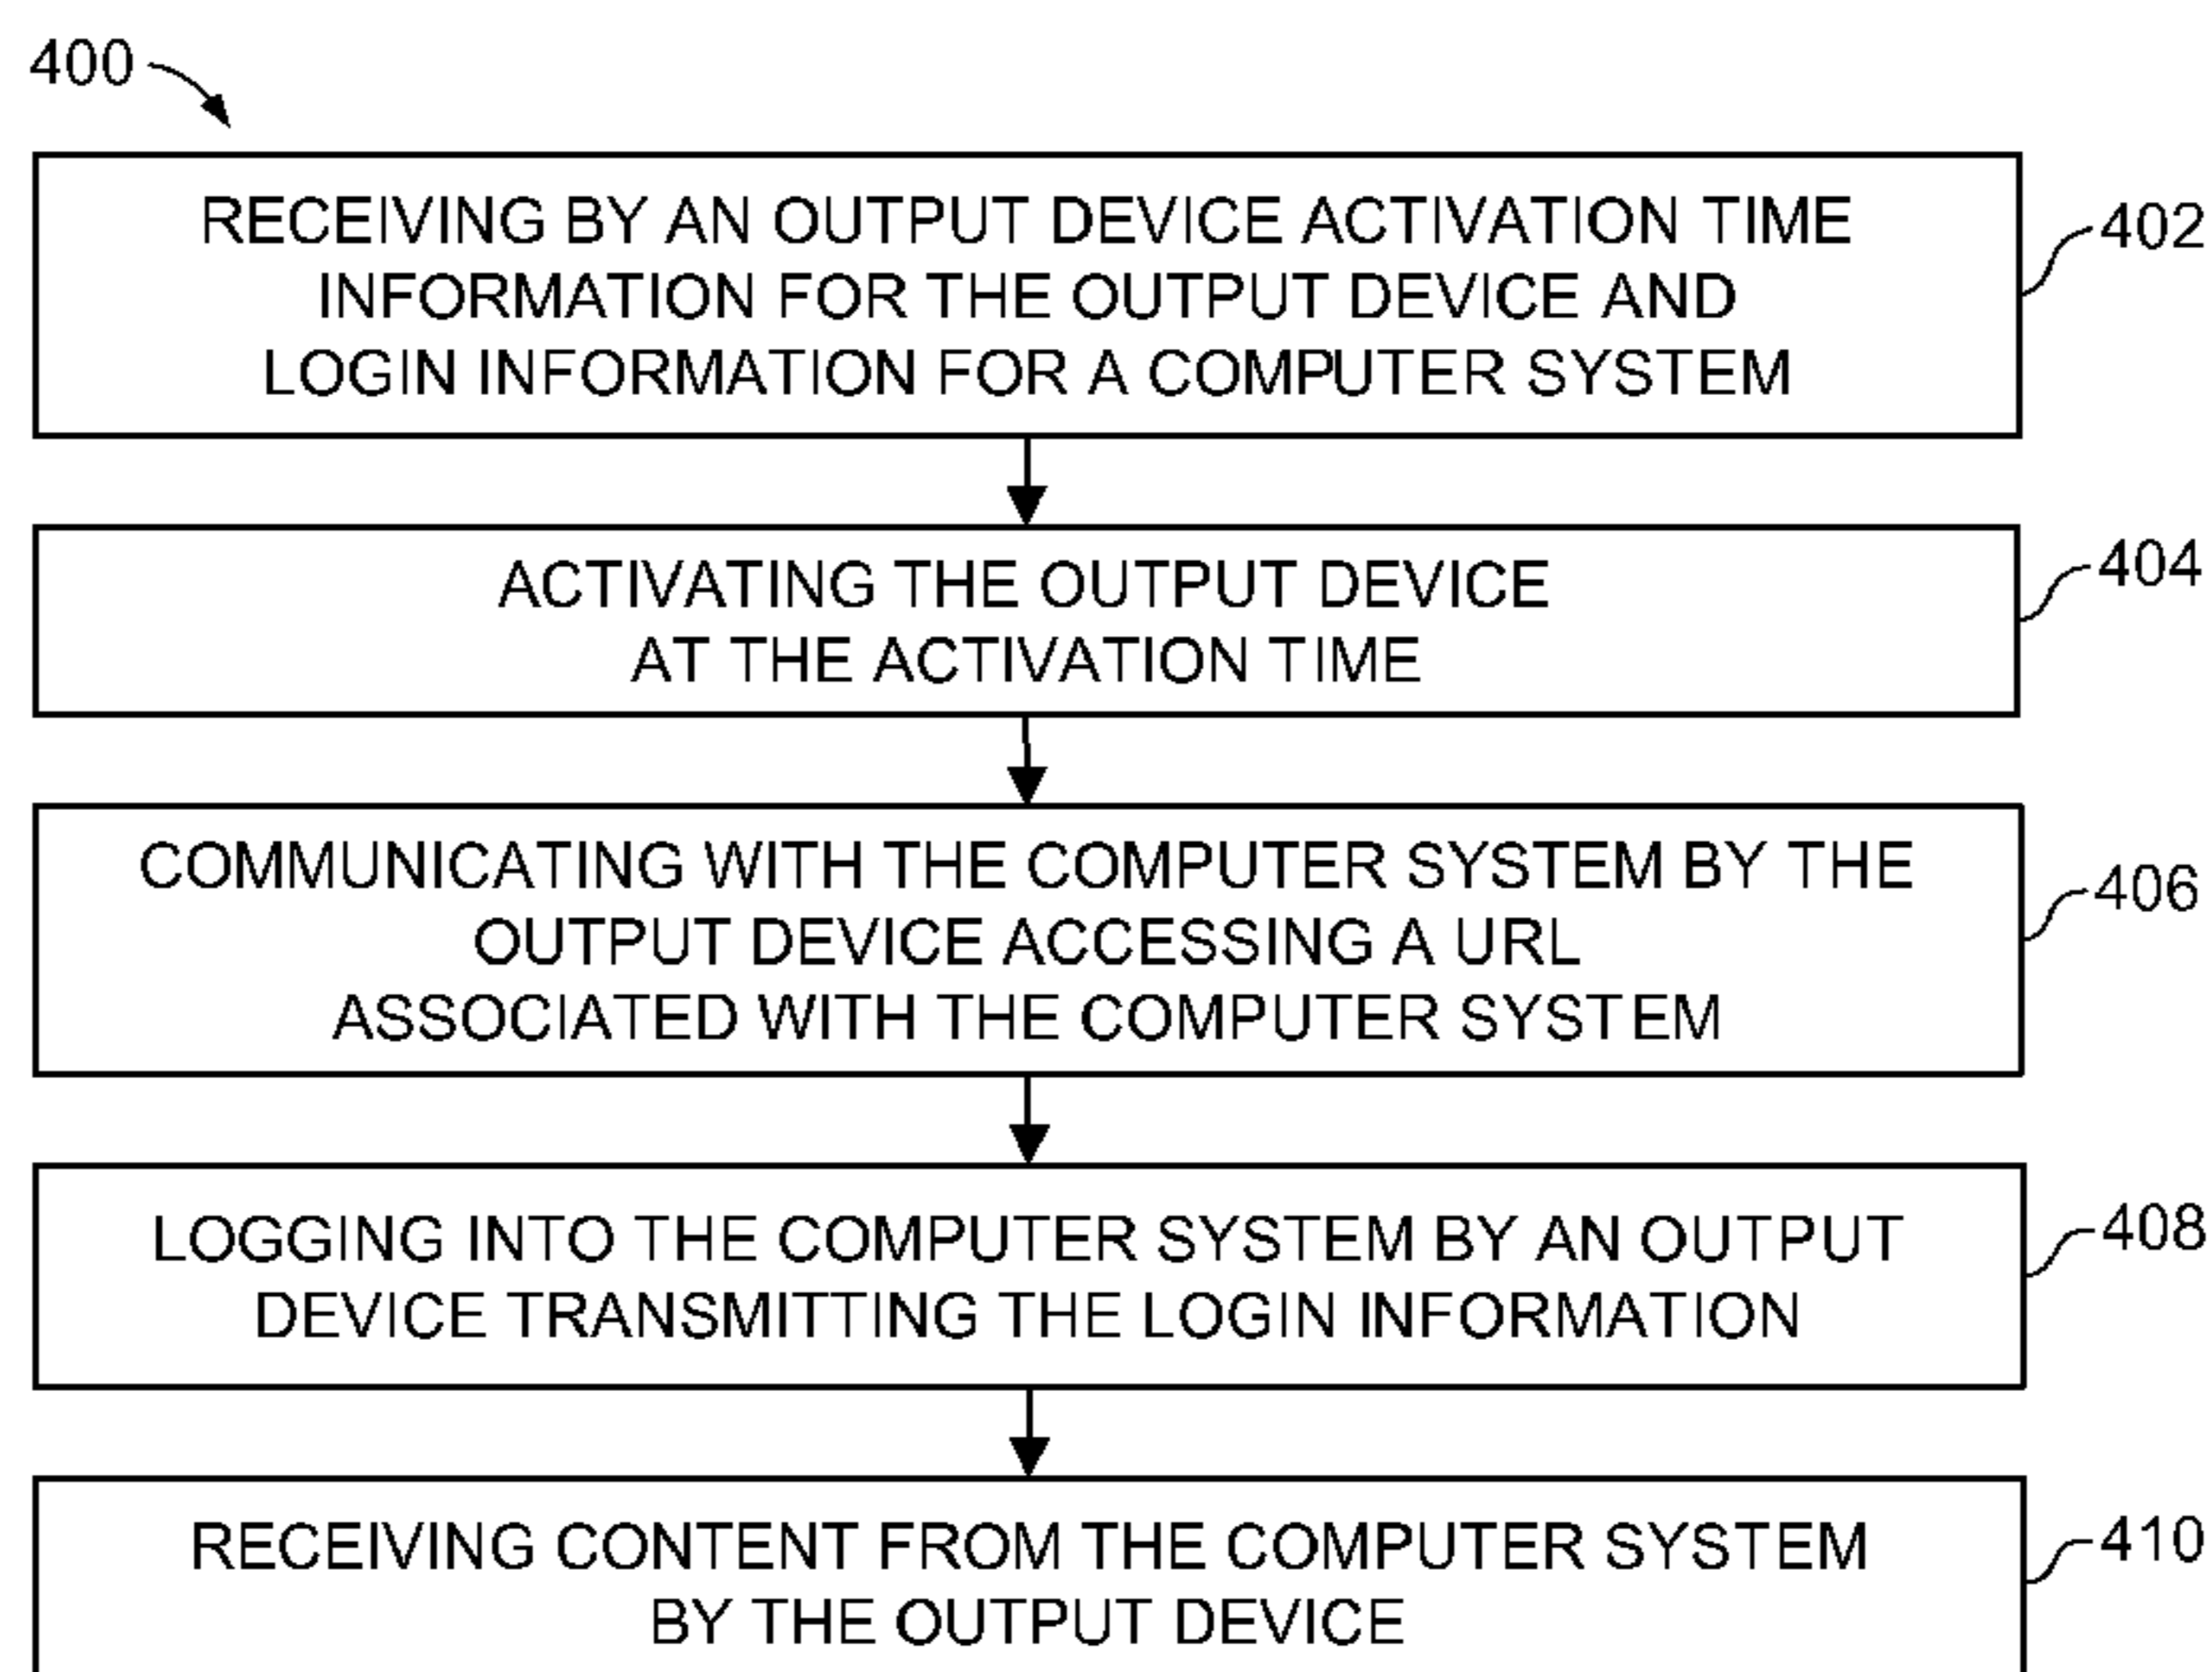 400
RECEIVING BY AN OUTPUT DEVICE ACTIVATION TIME
INFORMATION FOR THE OUTPUT DEVICE AND
LOGIN INFORMATION FOR A COMPUTER SYSTEM
402
ACTIVATING THE OUTPUT DEVICE
AT THE ACTIVATION TIME
404
COMMUNICATING WITH THE COMPUTER SYSTEM BY THE
OUTPUT DEVICE ACCESSING A URL
ASSOCIATED WITH THE COMPUTER SYSTEM
406
LOGGING INTO THE COMPUTER SYSTEM BY AN OUTPUT
DEVICE TRANSMITTING THE LOGIN INFORMATION
408
RECEIVING CONTENT FROM THE COMPUTER SYSTEM
BY THE OUTPUT DEVICE
410